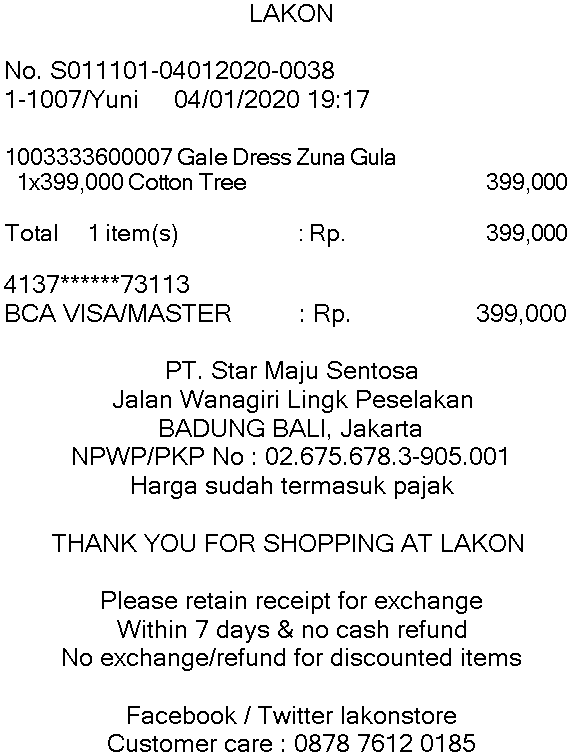 LAKON
No. S011101-04012020-0038
1-1007/Yuni 04/01/2020 19:17
1003333600007 Gale Dress Zuna Gula
1x399,000 Cotton Tree 399,000
Total 1 item(s) : Rp. 399,000
4137******73113
BCA VISA/MASTER : Rp. 399,000
PT. Star Maju Sentosa
Jalan Wanagiri Lingk Peselakan
BADUNG BALI, Jakarta
NPWP/PKP No : 02.675.678.3-905.001
Harga sudah termasuk pajak
THANK YOU FOR SHOPPING AT LAKON
Please retain receipt for exchange
Within 7 days & no cash refund
No exchange/refund for discounted items
Facebook / Twitter lakonstore
Customer care : 0878 7612 0185